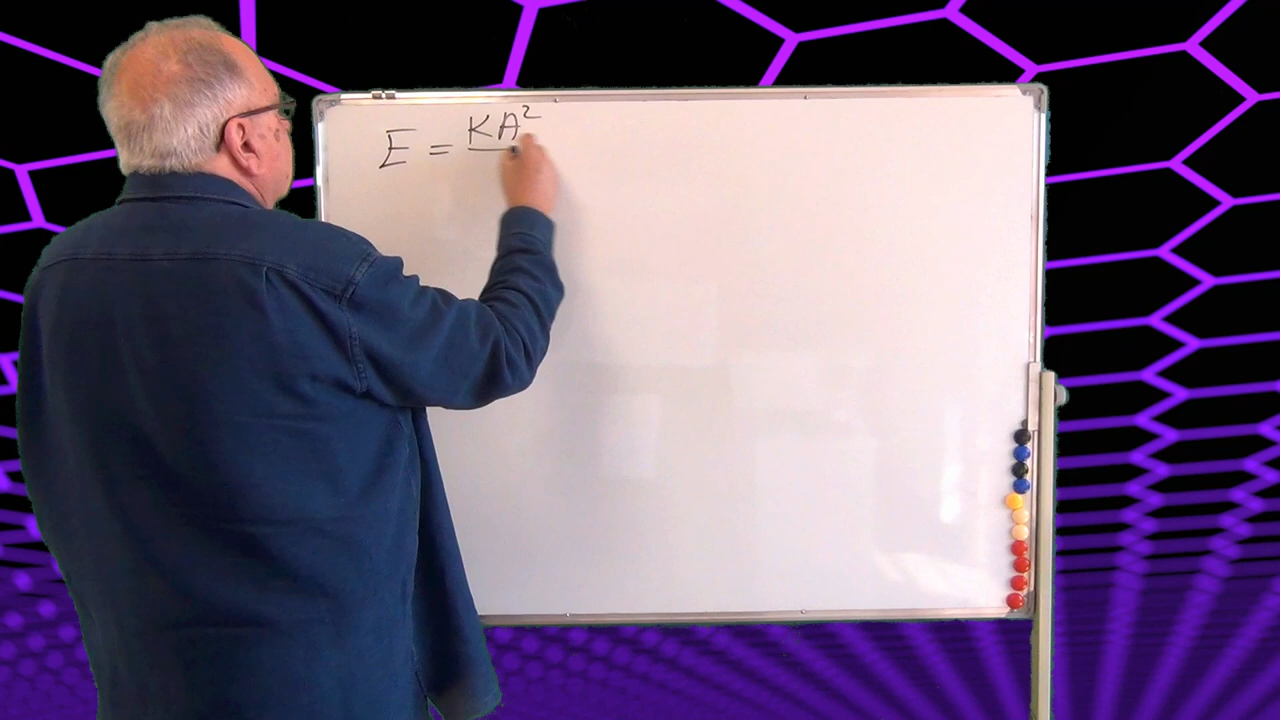 E = KA²